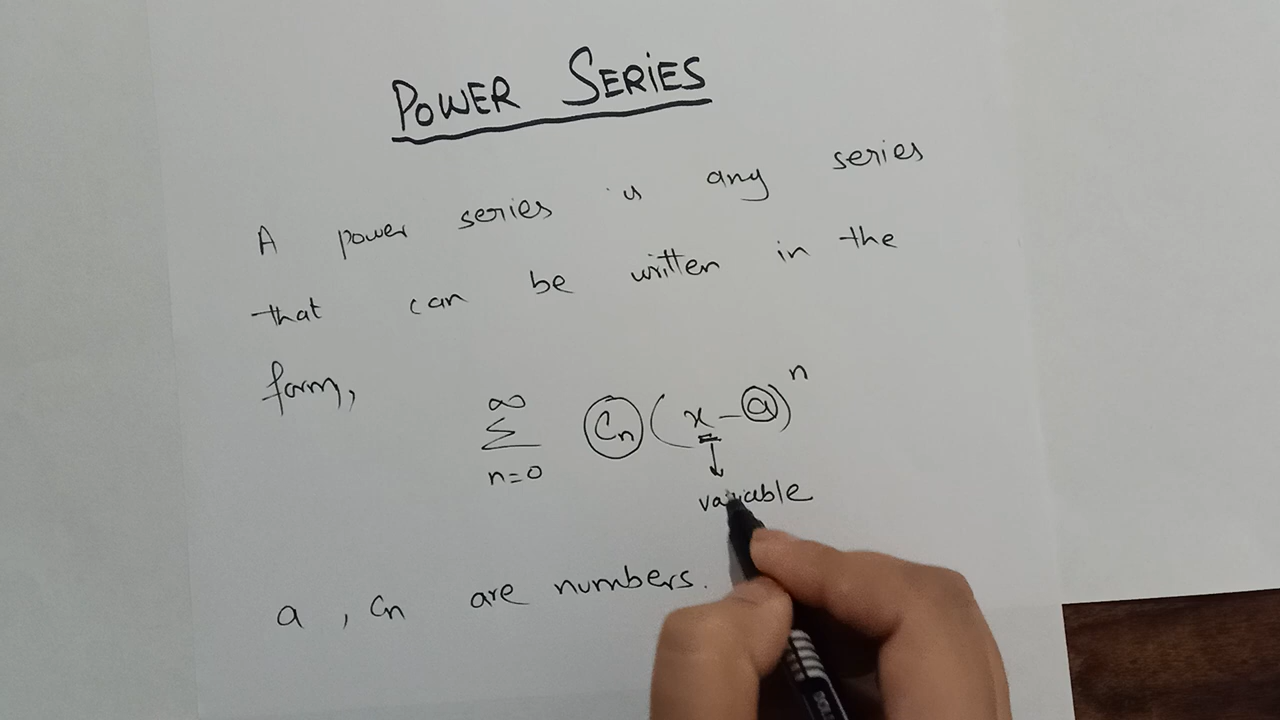 POWER SERIES
A power series is any series
that can be written in the
form,
∞
Σ Cn (x - a)^n
n=0
variable
a, Cn are numbers.